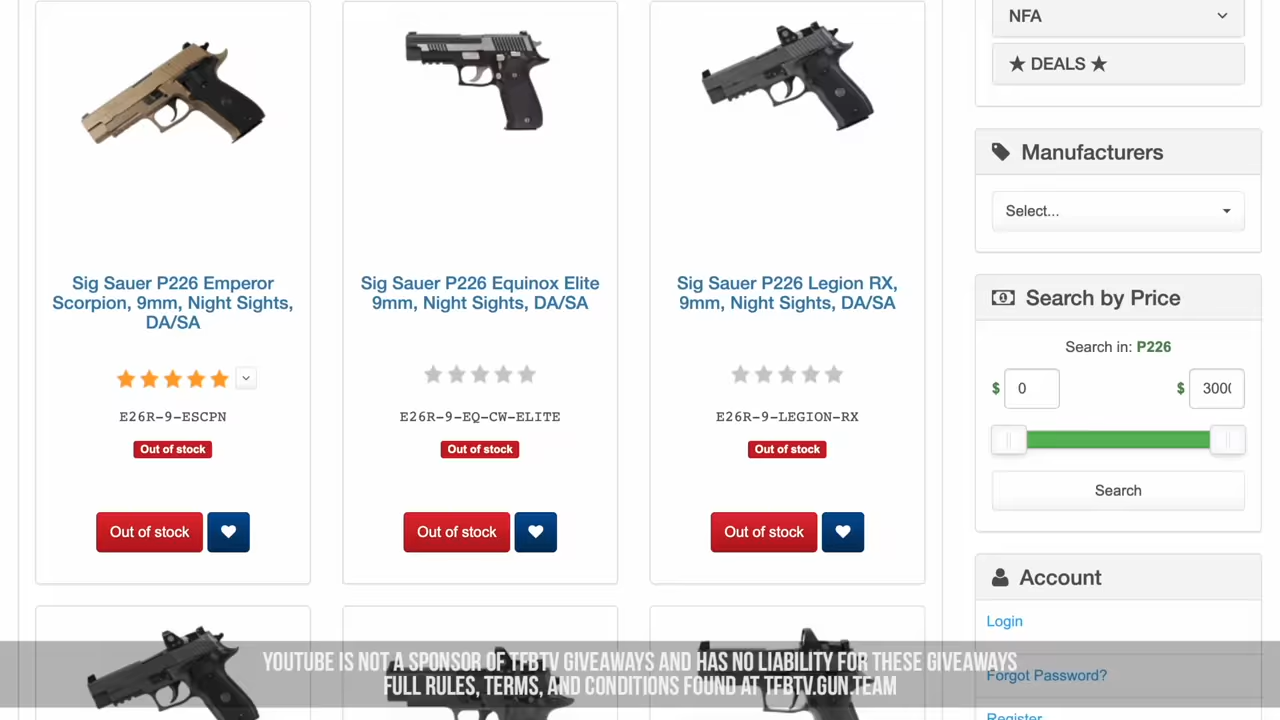 NFA
★ DEALS ★
Manufacturers
Select...
Sig Sauer P226 Emperor
Scorpion, 9mm, Night Sights,
DA/SA
E26R-9-ESCPN
Out of stock
Out of stock
Sig Sauer P226 Equinox Elite
9mm, Night Sights, DA/SA
E26R-9-EQ-CW-ELITE
Out of stock
Out of stock
Sig Sauer P226 Legion RX,
9mm, Night Sights, DA/SA
E26R-9-LEGION-RX
Out of stock
Out of stock
Search by Price
Search in: P226
$ 0 $ 300
Search
Account
Login
Forgot Password?
Register
YOUTUBE IS NOT A SPONSOR OF TFBTV GIVEAWAYS AND HAS NO LIABILITY FOR THESE GIVEAWAYS
FULL RULES, TERMS, AND CONDITIONS FOUND AT TFBTV.GUN.TEAM